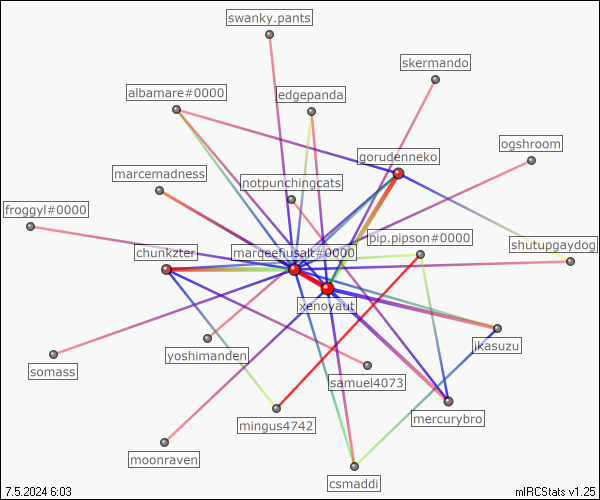 swanky.pants
skermando
albamare#0000
edgepanda
ogshroom
gorudenneko
marcemadness
notpunchingcats
froggyl#0000
pip.pipson#0000
shutupgaydog
chunkzter
marqeefiusalt#0000
xenoyaut
ikasuzu
yoshimanden
somass
samuel4073
mercurybro
mingus4742
moonraven
csmaddi
7.5.2024 6:03
mIRCStats v1.25